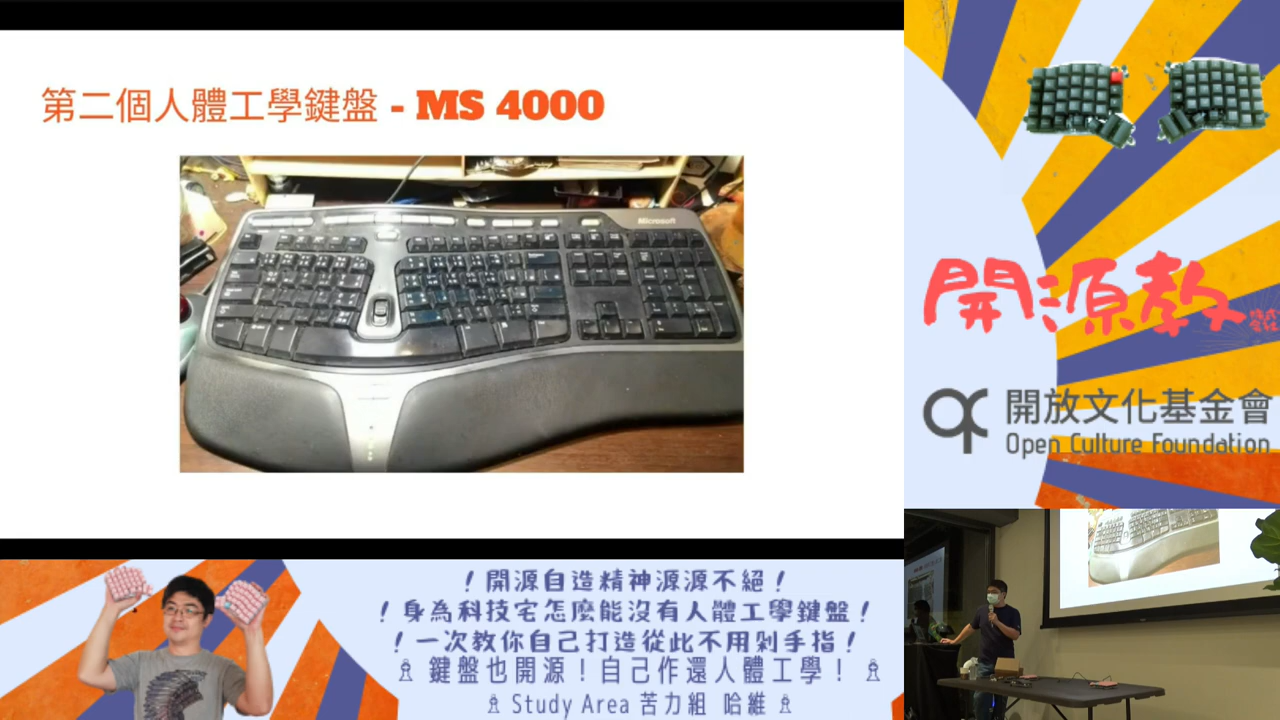 第二個人體工學鍵盤 - MS 4000
Microsoft
開源教
株式
会社
開放文化基金會
Open Culture Foundation
！開源自造精神源源不絕！
！身為科技宅怎麼能沒有人體工學鍵盤！
！一次教你自己打造從此不用剁手指！
鍵盤也開源！自己作還人體工學！
Study Area 苦力組 哈維